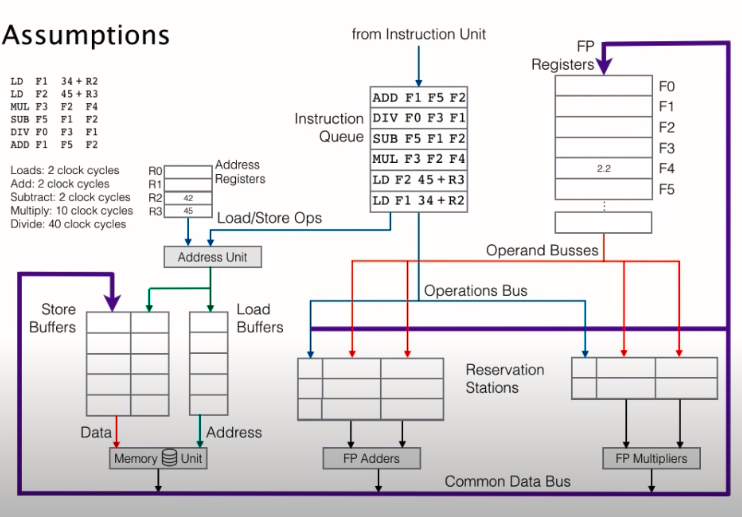 Assumptions
LD F1 34+R2
LD F2 45+R3
MUL F3 F2 F4
SUB F5 F1 F2
DIV F0 F3 F1
ADD F1 F5 F2
Loads: 2 clock cycles
Add: 2 clock cycles
Subtract: 2 clock cycles
Multiply: 10 clock cycles
Divide: 40 clock cycles
from Instruction Unit
Instruction Queue
ADD F1 F5 F2
DIV F0 F3 F1
SUB F5 F1 F2
MUL F3 F2 F4
LD F2 45+R3
LD F1 34+R2
FP Registers
F0
F1
F2
F3
2.2 F4
F5
Address Registers
R0
R1
R2 42
R3 45
Load/Store Ops
Address Unit
Operand Busses
Operations Bus
Store Buffers
Load Buffers
Reservation Stations
Data
Address
Memory Unit
FP Adders
FP Multipliers
Common Data Bus